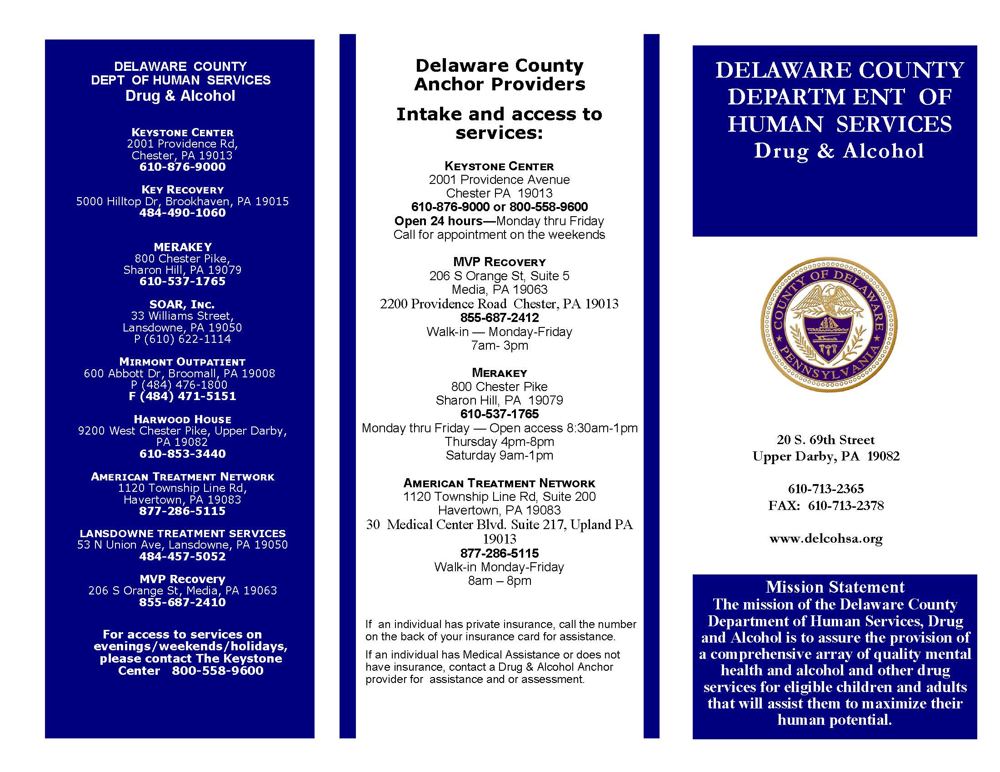 DELAWARE COUNTY
DEPT OF HUMAN SERVICES
Drug & Alcohol
KEYSTONE CENTER
2001 Providence Rd,
Chester, PA 19013
610-876-9000
KEY RECOVERY
5000 Hilltop Dr, Brookhaven, PA 19015
484-490-1060
MERAKEY
800 Chester Pike,
Sharon Hill, PA 19079
610-537-1765
SOAR, INC.
33 Williams Street,
Lansdowne, PA 19050
P (610) 622-1114
MIRMONT OUTPATIENT
600 Abbott Dr, Broomall, PA 19008
P (484) 476-1800
F (484) 471-5151
HARWOOD HOUSE
9200 West Chester Pike, Upper Darby,
PA 19082
610-853-3440
AMERICAN TREATMENT NETWORK
1120 Township Line Rd,
Havertown, PA 19083
877-286-5115
LANSDOWNE TREATMENT SERVICES
53 N Union Ave, Lansdowne, PA 19050
484-457-5052
MVP Recovery
206 S Orange St, Media, PA 19063
855-687-2410
For access to services on
evenings/weekends/holidays,
please contact The Keystone
Center 800-558-9600
Delaware County
Anchor Providers
Intake and access to
services:
KEYSTONE CENTER
2001 Providence Avenue
Chester PA 19013
610-876-9000 or 800-558-9600
Open 24 hours—Monday thru Friday
Call for appointment on the weekends
MVP RECOVERY
206 S Orange St, Suite 5
Media, PA 19063
2200 Providence Road Chester, PA 19013
855-687-2412
Walk-in — Monday-Friday
7am- 3pm
MERAKEY
800 Chester Pike
Sharon Hill, PA 19079
610-537-1765
Monday thru Friday — Open access 8:30am-1pm
Thursday 4pm-8pm
Saturday 9am-1pm
AMERICAN TREATMENT NETWORK
1120 Township Line Rd, Suite 200
Havertown, PA 19083
30 Medical Center Blvd. Suite 217, Upland PA
19013
877-286-5115
Walk-in Monday-Friday
8am – 8pm
If an individual has private insurance, call the number
on the back of your insurance card for assistance.
If an individual has Medical Assistance or does not
have insurance, contact a Drug & Alcohol Anchor
provider for assistance and or assessment.
DELAWARE COUNTY
DEPARTM ENT OF
HUMAN SERVICES
Drug & Alcohol
COUNTY OF DELAWARE
PENNSYLVANIA
20 S. 69th Street
Upper Darby, PA 19082
610-713-2365
FAX: 610-713-2378
www.delcohsa.org
Mission Statement
The mission of the Delaware County
Department of Human Services, Drug
and Alcohol is to assure the provision of
a comprehensive array of quality mental
health and alcohol and other drug
services for eligible children and adults
that will assist them to maximize their
human potential.